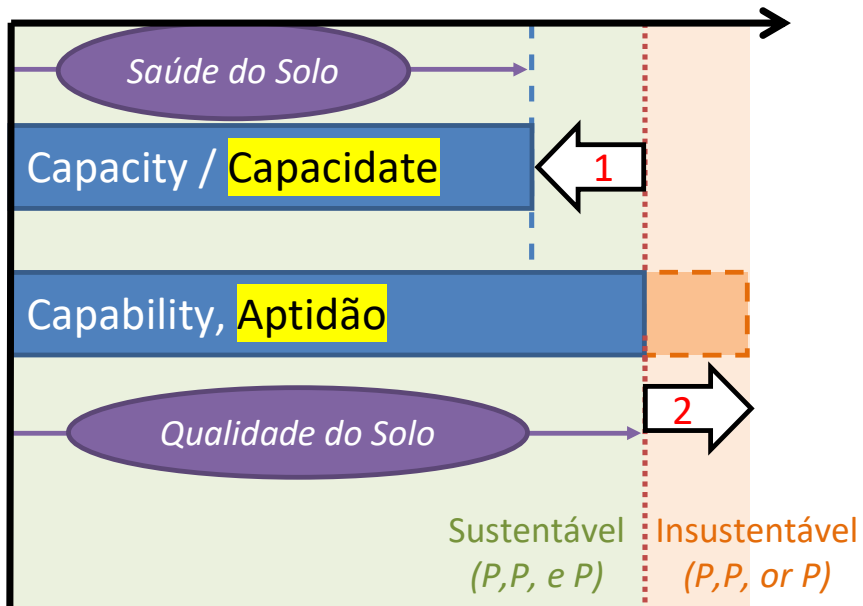 Saúde do Solo
Capacity / Capacidate
1
Capability, Aptidão
2
Qualidade do Solo
Sustentável
(P,P, e P)
Insustentável
(P,P, or P)